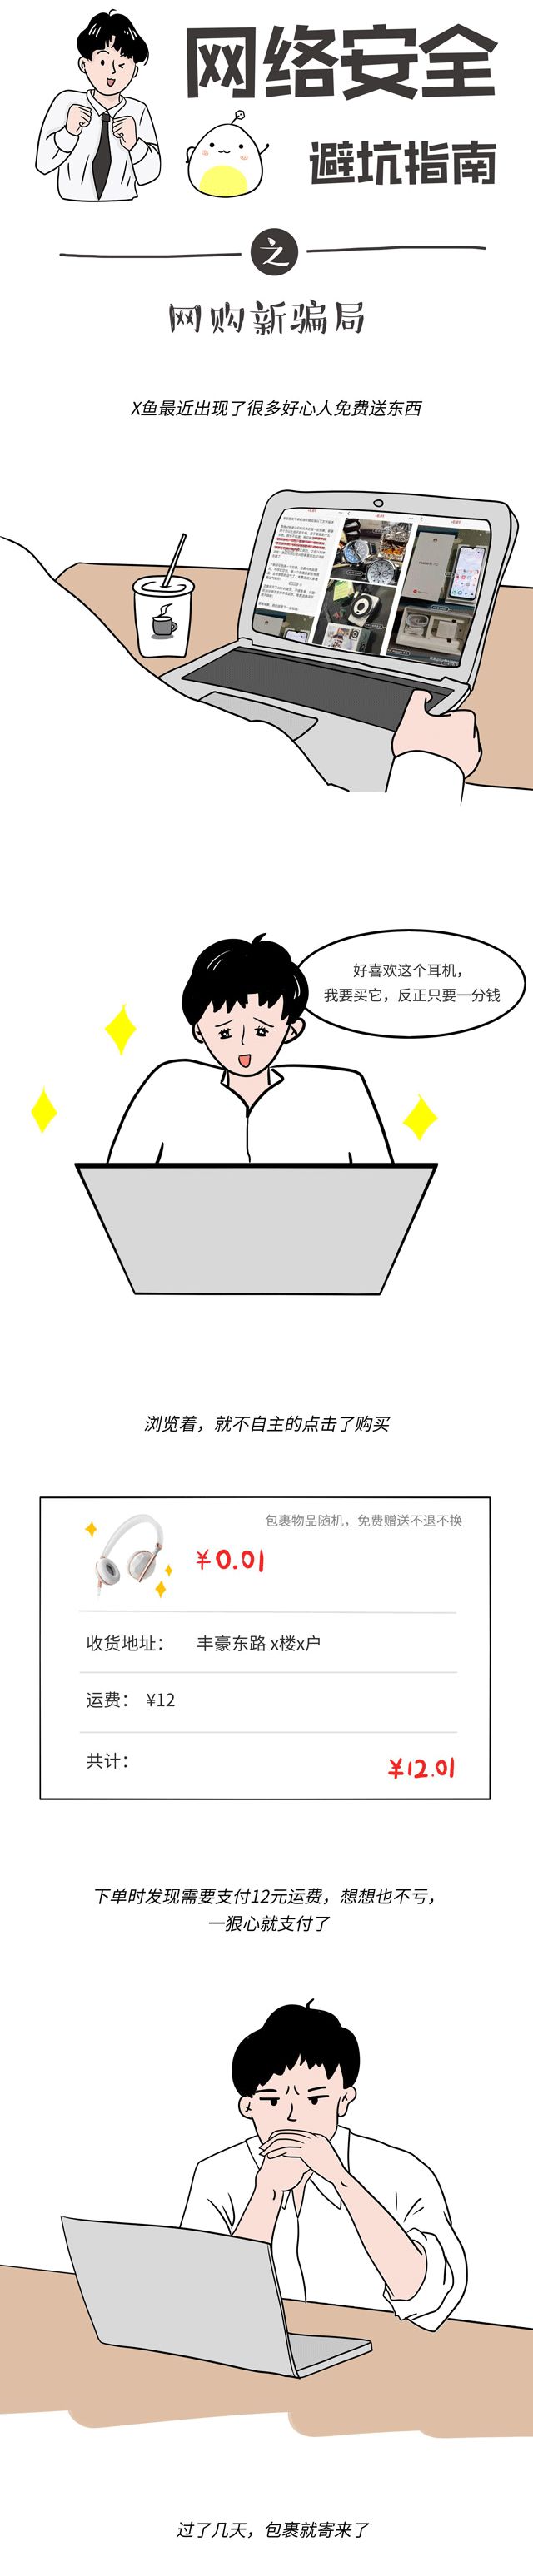 网络安全
避坑指南
之
网购新骗局
X鱼最近出现了很多好心人免费送东西
好喜欢这个耳机，
我要买它，反正只要一分钱
浏览着，就不自主的点击了购买
包裹物品随机，免费赠送不退不换
¥0.01
收货地址： 丰豪东路 x楼x户
运费： ¥12
共计： ¥12.01
下单时发现需要支付12元运费，想想也不亏，
一狠心就支付了
过了几天，包裹就寄来了